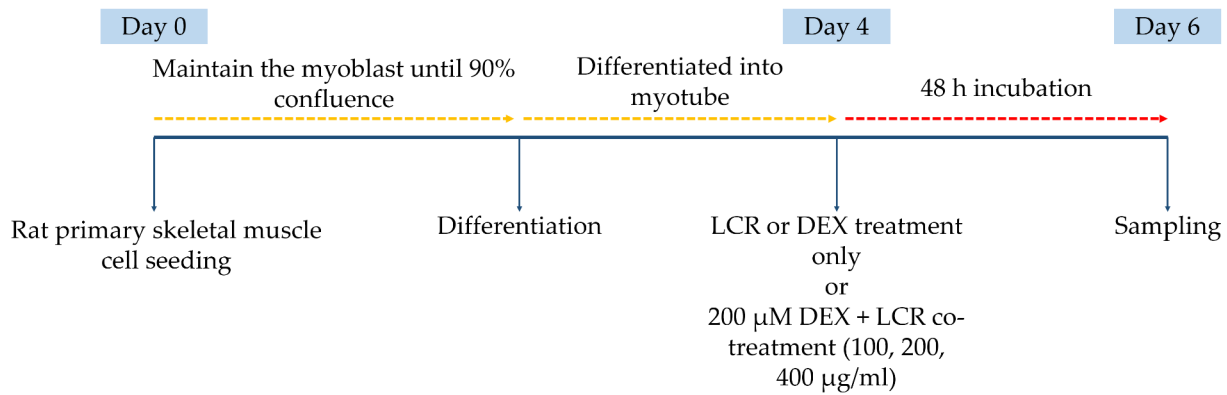 Day 0
Day 4
Day 6
Maintain the myoblast until 90%
confluence
Differentiated into
myotube
48 h incubation
Rat primary skeletal muscle
cell seeding
Differentiation
LCR or DEX treatment
only
or
200 µM DEX + LCR co-
treatment (100, 200,
400 µg/ml)
Sampling